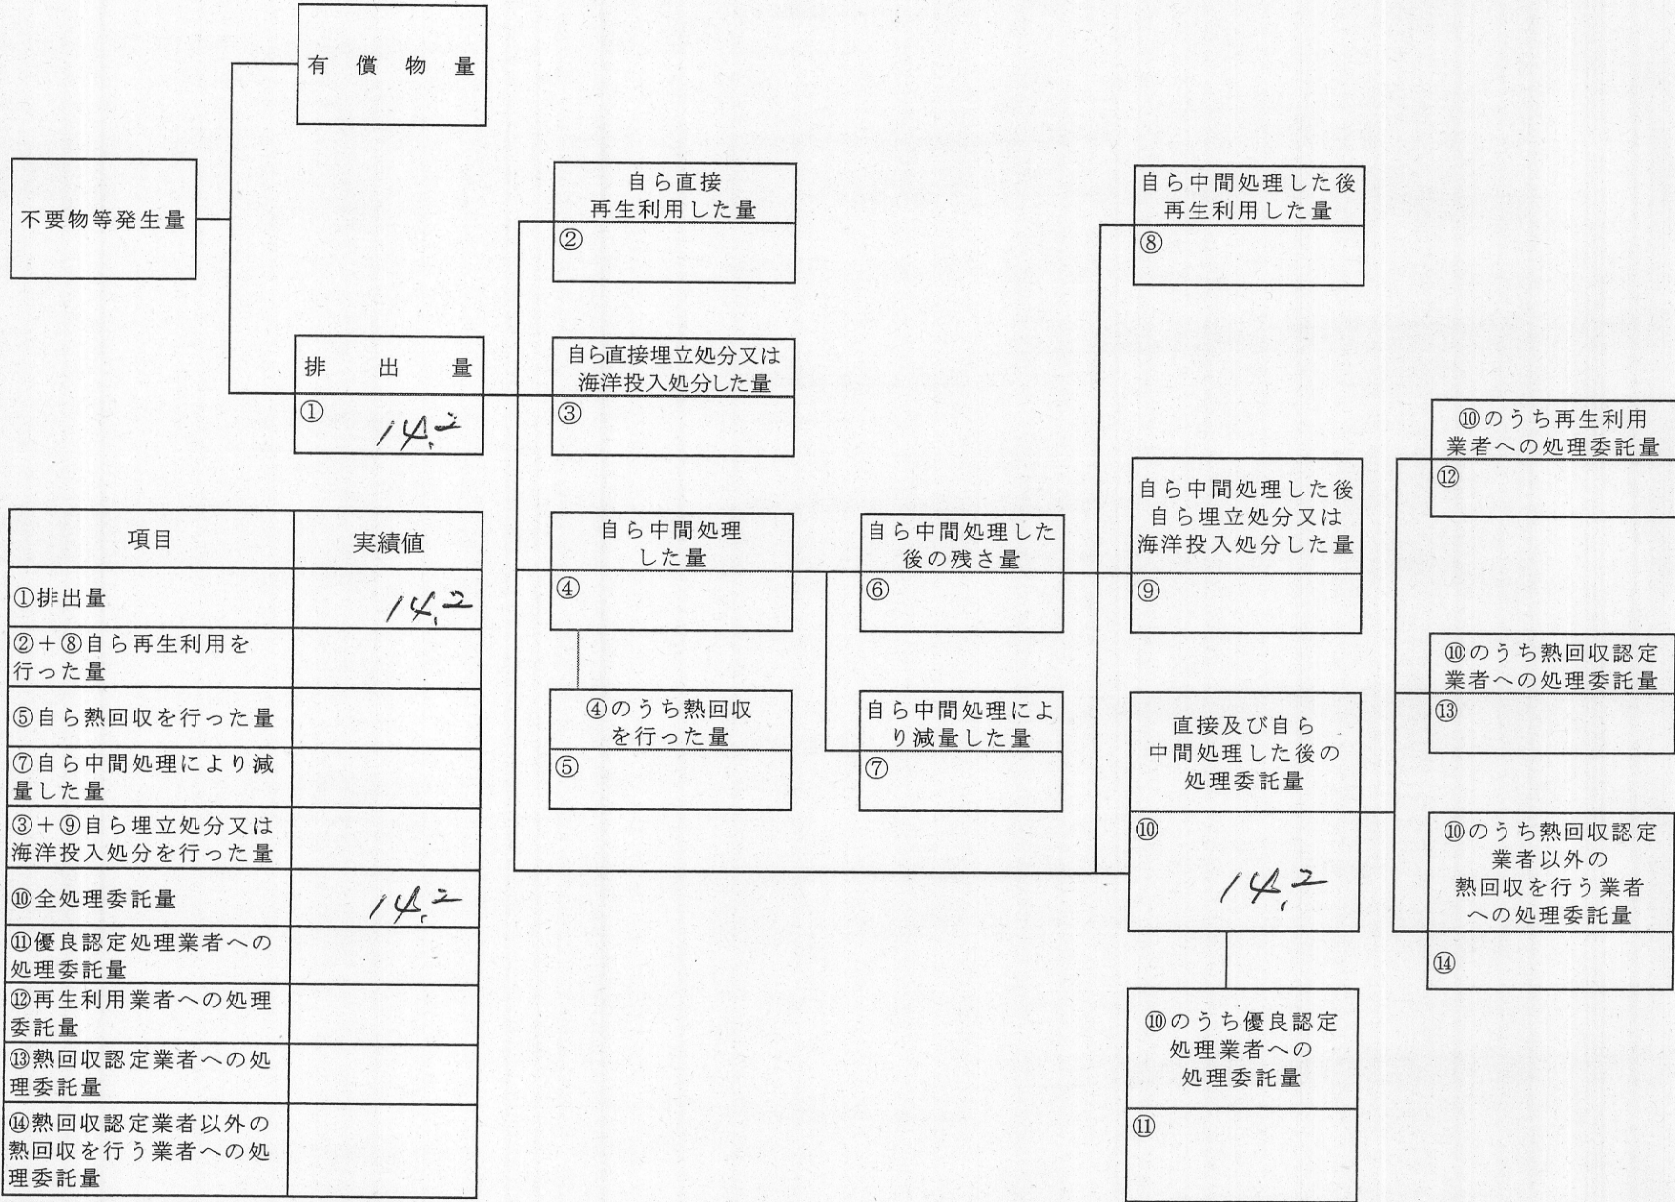 有償物量
不要物等発生量
排出量
① 14.2
自ら直接
再生利用した量
②
自ら直接埋立処分又は
海洋投入処分した量
③
自ら中間処理
した量
④
④のうち熱回収
を行った量
⑤
自ら中間処理した
後の残さ量
⑥
自ら中間処理によ
り減量した量
⑦
自ら中間処理した後
再生利用した量
⑧
自ら中間処理した後
自ら埋立処分又は
海洋投入処分した量
⑨
直接及び自ら
中間処理した後の
処理委託量
⑩
14.2
⑩のうち優良認定
処理業者への
処理委託量
⑪
⑩のうち再生利用
業者への処理委託量
⑫
⑩のうち熱回収認定
業者への処理委託量
⑬
⑩のうち熱回収認定
業者以外の
熱回収を行う業者
への処理委託量
⑭
項目 実績値
①排出量 14.2
②+⑧自ら再生利用を
行った量
⑤自ら熱回収を行った量
⑦自ら中間処理により減
量した量
③+⑨自ら埋立処分又は
海洋投入処分を行った量
⑩全処理委託量 14.2
⑪優良認定処理業者への
処理委託量
⑫再生利用業者への処理
委託量
⑬熱回収認定業者への処
理委託量
⑭熱回収認定業者以外の
熱回収を行う業者への処
理委託量